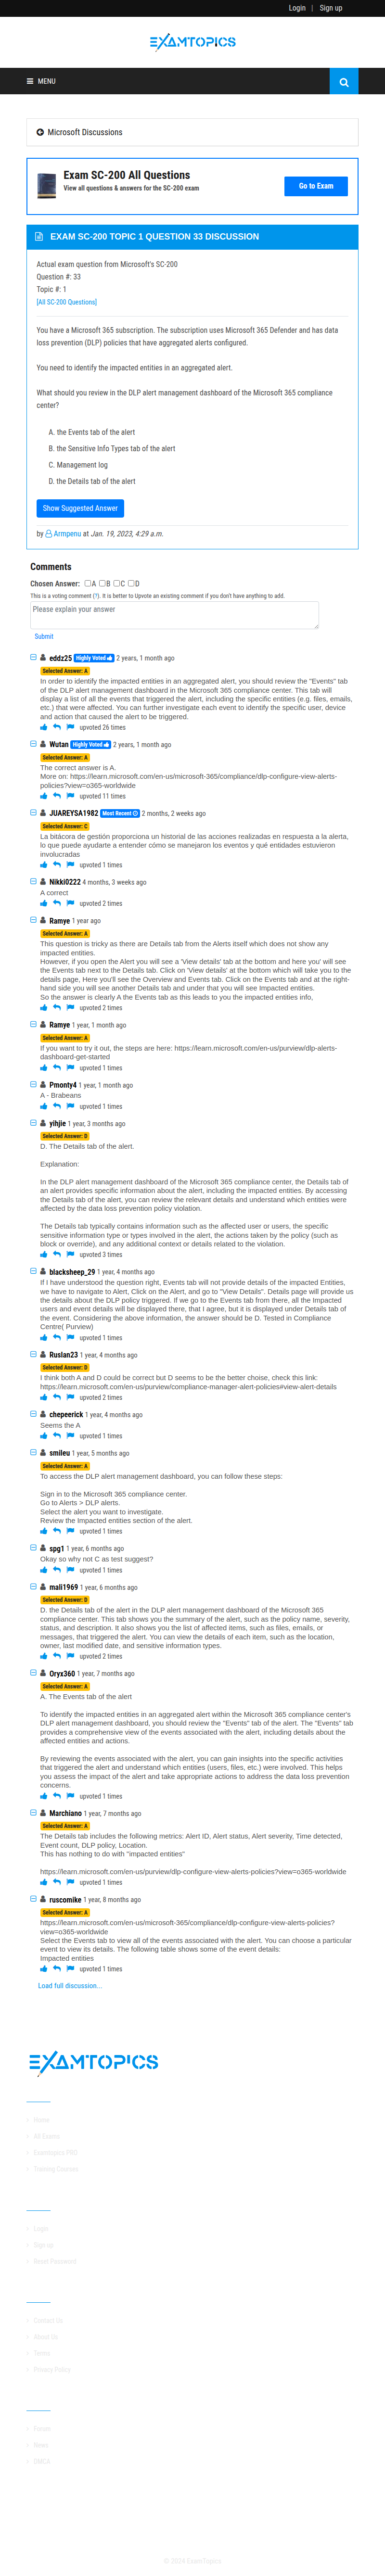 Login | Sign up
EXAMTOPICS
MENU
Microsoft Discussions
Exam SC-200 All Questions
View all questions & answers for the SC-200 exam
Go to Exam
EXAM SC-200 TOPIC 1 QUESTION 33 DISCUSSION
Actual exam question from Microsoft's SC-200
Question #: 33
Topic #: 1
[All SC-200 Questions]
You have a Microsoft 365 subscription. The subscription uses Microsoft 365 Defender and has data
loss prevention (DLP) policies that have aggregated alerts configured.
You need to identify the impacted entities in an aggregated alert.
What should you review in the DLP alert management dashboard of the Microsoft 365 compliance
center?
A. the Events tab of the alert
B. the Sensitive Info Types tab of the alert
C. Management log
D. the Details tab of the alert
Show Suggested Answer
by Armpenu at Jan. 19, 2023, 4:29 a.m.
Comments
Chosen Answer: A B C D
This is a voting comment (?). It is better to Upvote an existing comment if you don't have anything to add.
Please explain your answer
Submit
eddz25 Highly Voted 2 years, 1 month ago
Selected Answer: A
In order to identify the impacted entities in an aggregated alert, you should review the "Events" tab
of the DLP alert management dashboard in the Microsoft 365 compliance center. This tab will
display a list of all the events that triggered the alert, including the specific entities (e.g. files, emails,
etc.) that were affected. You can further investigate each event to identify the specific user, device
and action that caused the alert to be triggered.
upvoted 26 times
Wutan Highly Voted 2 years, 1 month ago
Selected Answer: A
The correct answer is A.
More on: https://learn.microsoft.com/en-us/microsoft-365/compliance/dlp-configure-view-alerts-
policies?view=o365-worldwide
upvoted 11 times
JUAREYSA1982 Most Recent 2 months, 2 weeks ago
Selected Answer: C
La bitácora de gestión proporciona un historial de las acciones realizadas en respuesta a la alerta,
lo que puede ayudarte a entender cómo se manejaron los eventos y qué entidades estuvieron
involucradas
upvoted 1 times
Nikki0222 4 months, 3 weeks ago
A correct
upvoted 2 times
Ramye 1 year ago
Selected Answer: A
This question is tricky as there are Details tab from the Alerts itself which does not show any
impacted entities.
However, if you open the Alert you will see a 'View details' tab at the bottom and here you' will see
the Events tab next to the Details tab. Click on 'View details' at the bottom which will take you to the
details page, Here you'll see the Overview and Events tab. Click on the Events tab and at the right-
hand side you will see another Details tab and under that you will see Impacted entities.
So the answer is clearly A the Events tab as this leads to you the impacted entities info,
upvoted 2 times
Ramye 1 year, 1 month ago
Selected Answer: A
If you want to try it out, the steps are here: https://learn.microsoft.com/en-us/purview/dlp-alerts-
dashboard-get-started
upvoted 1 times
Pmonty4 1 year, 1 month ago
A - Brabeans
upvoted 1 times
yihjie 1 year, 3 months ago
Selected Answer: D
D. The Details tab of the alert.
Explanation:
In the DLP alert management dashboard of the Microsoft 365 compliance center, the Details tab of
an alert provides specific information about the alert, including the impacted entities. By accessing
the Details tab of the alert, you can review the relevant details and understand which entities were
affected by the data loss prevention policy violation.
The Details tab typically contains information such as the affected user or users, the specific
sensitive information type or types involved in the alert, the actions taken by the policy (such as
block or override), and any additional context or details related to the violation.
upvoted 3 times
blacksheep_29 1 year, 4 months ago
If I have understood the question right, Events tab will not provide details of the impacted Entities,
we have to navigate to Alert, Click on the Alert, and go to "View Details". Details page will provide us
the details about the DLP policy triggered. If we go to the Events tab from there, all the impacted
users and event details will be displayed there, that I agree, but it is displayed under Details tab of
the event. Considering the above information, the answer should be D. Tested in Compliance
Centre( Purview)
upvoted 1 times
Ruslan23 1 year, 4 months ago
Selected Answer: D
I think both A and D could be correct but D seems to be the better choise, check this link:
https://learn.microsoft.com/en-us/purview/compliance-manager-alert-policies#view-alert-details
upvoted 2 times
chepeerick 1 year, 4 months ago
Seems the A
upvoted 1 times
smileu 1 year, 5 months ago
Selected Answer: A
To access the DLP alert management dashboard, you can follow these steps:
Sign in to the Microsoft 365 compliance center.
Go to Alerts > DLP alerts.
Select the alert you want to investigate.
Review the Impacted entities section of the alert.
upvoted 1 times
spg1 1 year, 6 months ago
Okay so why not C as test suggest?
upvoted 1 times
mali1969 1 year, 6 months ago
Selected Answer: D
D. the Details tab of the alert in the DLP alert management dashboard of the Microsoft 365
compliance center. This tab shows you the summary of the alert, such as the policy name, severity,
status, and description. It also shows you the list of affected items, such as files, emails, or
messages, that triggered the alert. You can view the details of each item, such as the location,
owner, last modified date, and sensitive information types.
upvoted 2 times
Oryx360 1 year, 7 months ago
Selected Answer: A
A. The Events tab of the alert
To identify the impacted entities in an aggregated alert within the Microsoft 365 compliance center's
DLP alert management dashboard, you should review the "Events" tab of the alert. The "Events" tab
provides a comprehensive view of the events associated with the alert, including details about the
affected entities and actions.
By reviewing the events associated with the alert, you can gain insights into the specific activities
that triggered the alert and understand which entities (users, files, etc.) were involved. This helps
you assess the impact of the alert and take appropriate actions to address the data loss prevention
concerns.
upvoted 1 times
Marchiano 1 year, 7 months ago
Selected Answer: A
The Details tab includes the following metrics: Alert ID, Alert status, Alert severity, Time detected,
Event count, DLP policy, Location.
This has nothing to do with "impacted entities"
https://learn.microsoft.com/en-us/purview/dlp-configure-view-alerts-policies?view=o365-worldwide
upvoted 1 times
ruscomike 1 year, 8 months ago
Selected Answer: A
https://learn.microsoft.com/en-us/microsoft-365/compliance/dlp-configure-view-alerts-policies?
view=o365-worldwide
Select the Events tab to view all of the events associated with the alert. You can choose a particular
event to view its details. The following table shows some of the event details:
Impacted entities
upvoted 1 times
Load full discussion...
EXAMTOPICS
Home
All Exams
Examtopics PRO
Training Courses
Login
Sign up
Reset Password
Contact Us
About Us
Terms
Privacy Policy
Forum
News
DMCA